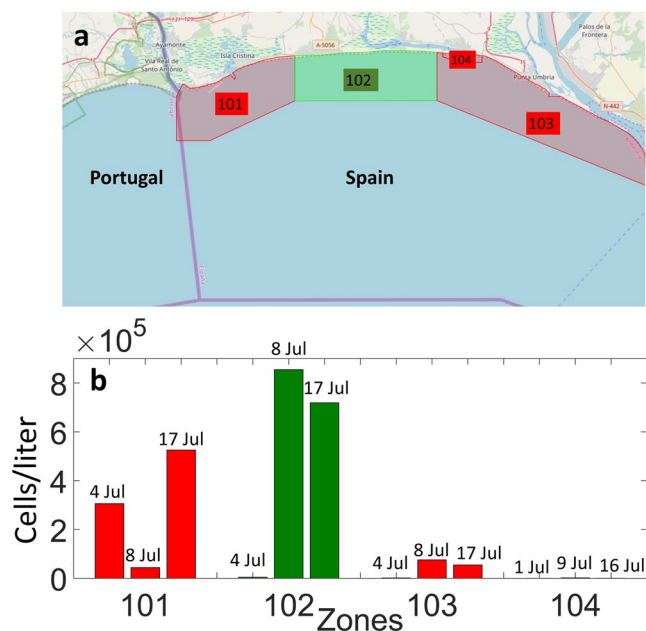 a
Ayamonte
Vila Real de
Santo António
Isla Cristina
A-5056
Palos de la
Frontera
Punta Umbría
N-442
101
102
104
103
Portugal
Spain
España
×10⁵
b
Cells/liter
8
6
4
2
0
4 Jul
8 Jul
17 Jul
4 Jul
8 Jul
17 Jul
4 Jul
8 Jul
17 Jul
1 Jul
9 Jul
16 Jul
101
102
103
104
Zones